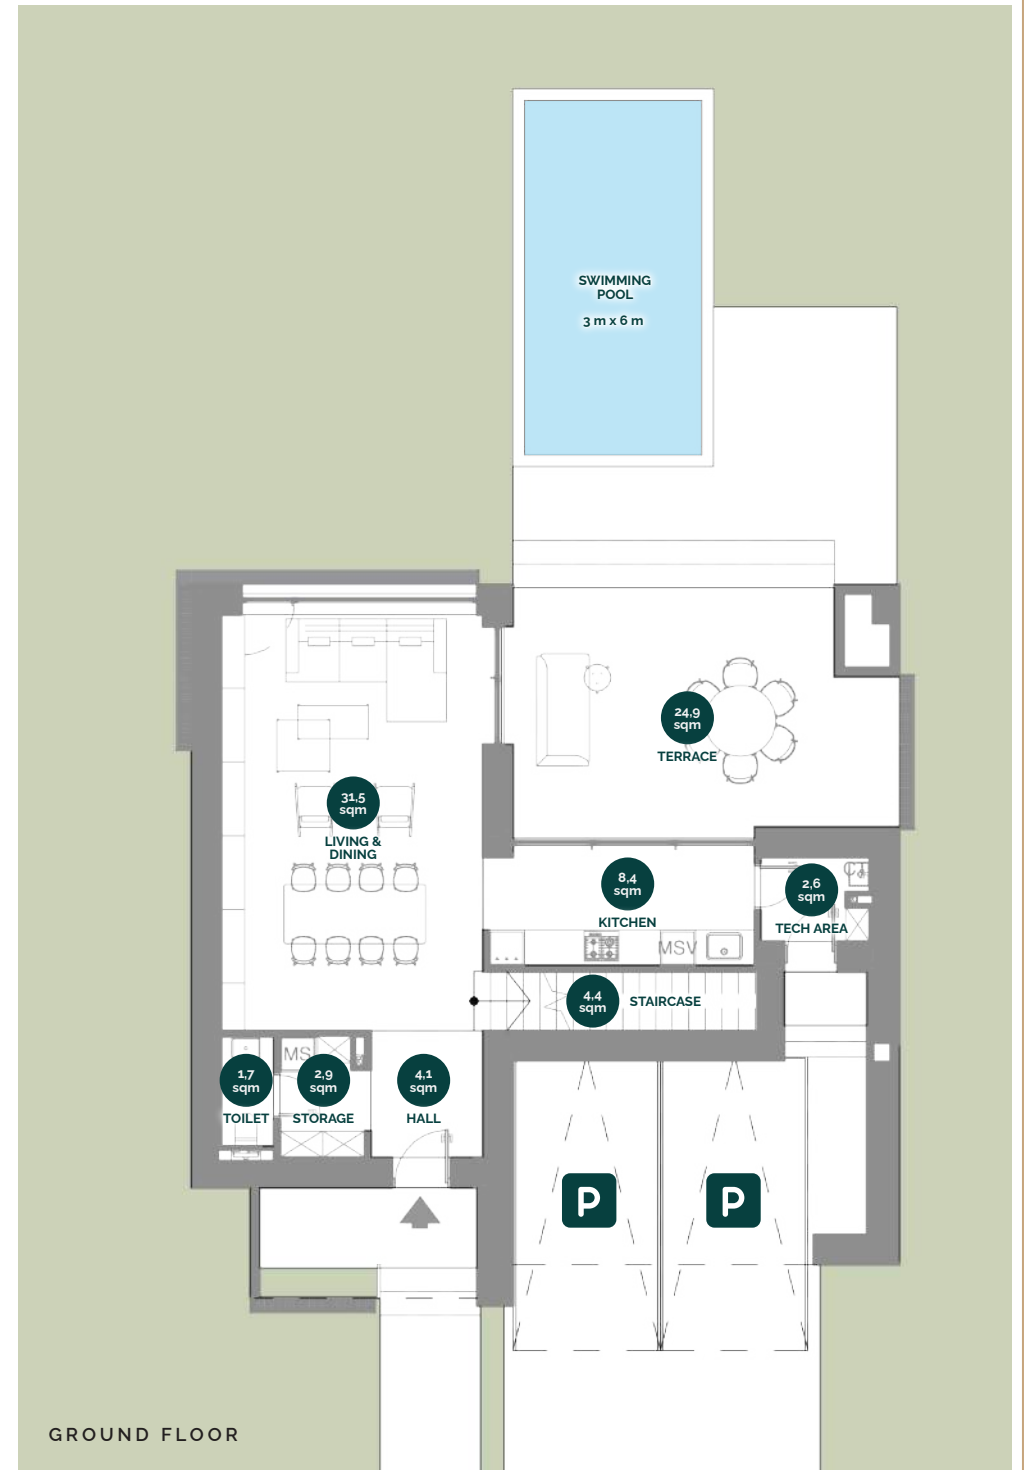 SWIMMING
POOL
3 m x 6 m
24,9
sqm
TERRACE
31,5
sqm
LIVING &
DINING
8,4
sqm
KITCHEN
MSV
CT
2,6
sqm
TECH AREA
4,4
sqm
STAIRCASE
1,7
sqm
TOILET
MS
2,9
sqm
STORAGE
4,1
sqm
HALL
P
P
GROUND FLOOR